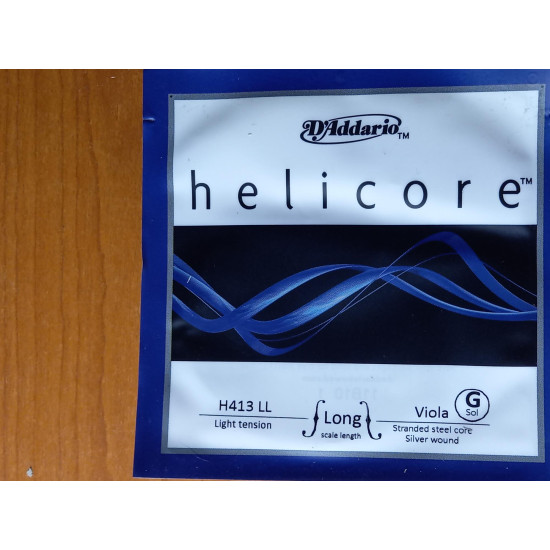 D'Addario™
helicore™
H413 LL
Light tension
Long
scale length
Viola
G
Sol
Stranded steel core
Silver wound